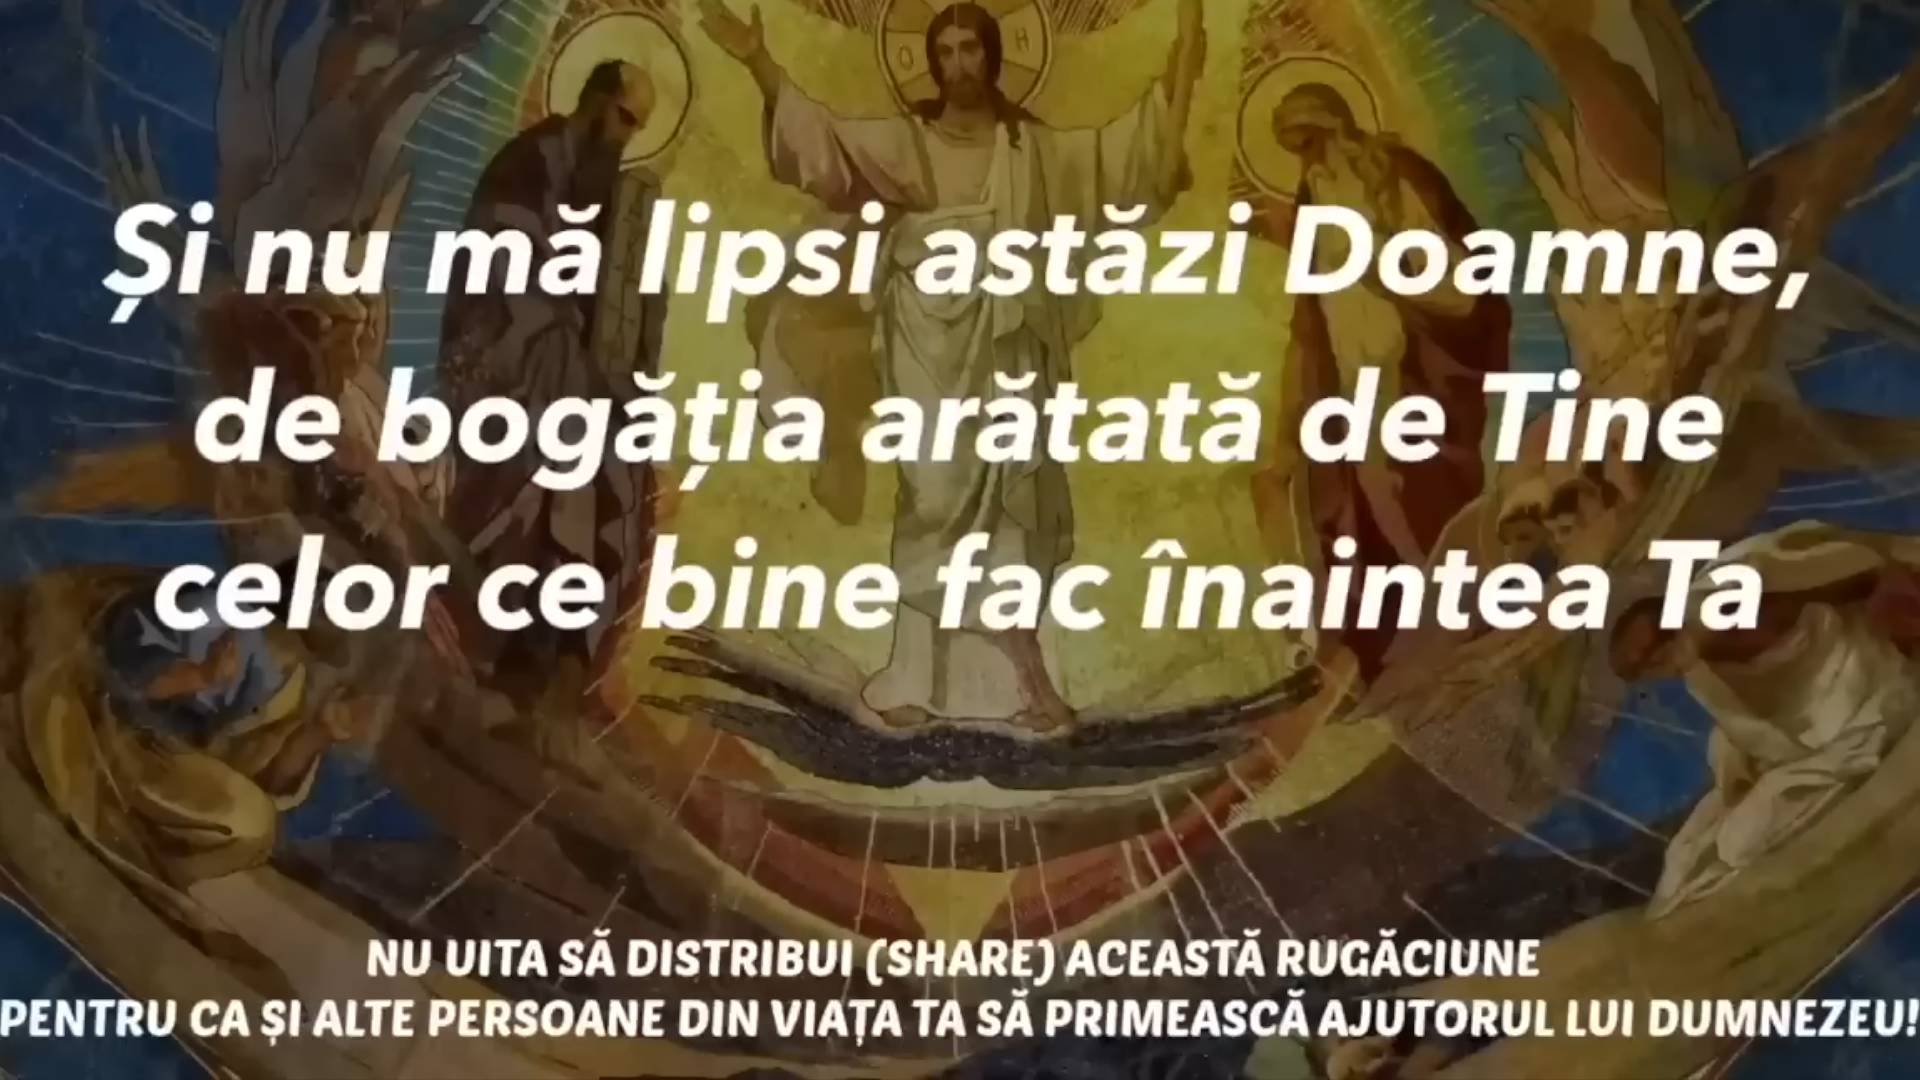 Și nu mă lipsi astăzi Doamne,
de bogăția arătată de Tine
celor ce bine fac înaintea Ta
NU UITA SĂ DISTRIBUI (SHARE) ACEASTĂ RUGĂCIUNE
PENTRU CA ȘI ALTE PERSOANE DIN VIAȚA TA SĂ PRIMEASCĂ AJUTORUL LUI DUMNEZEU!